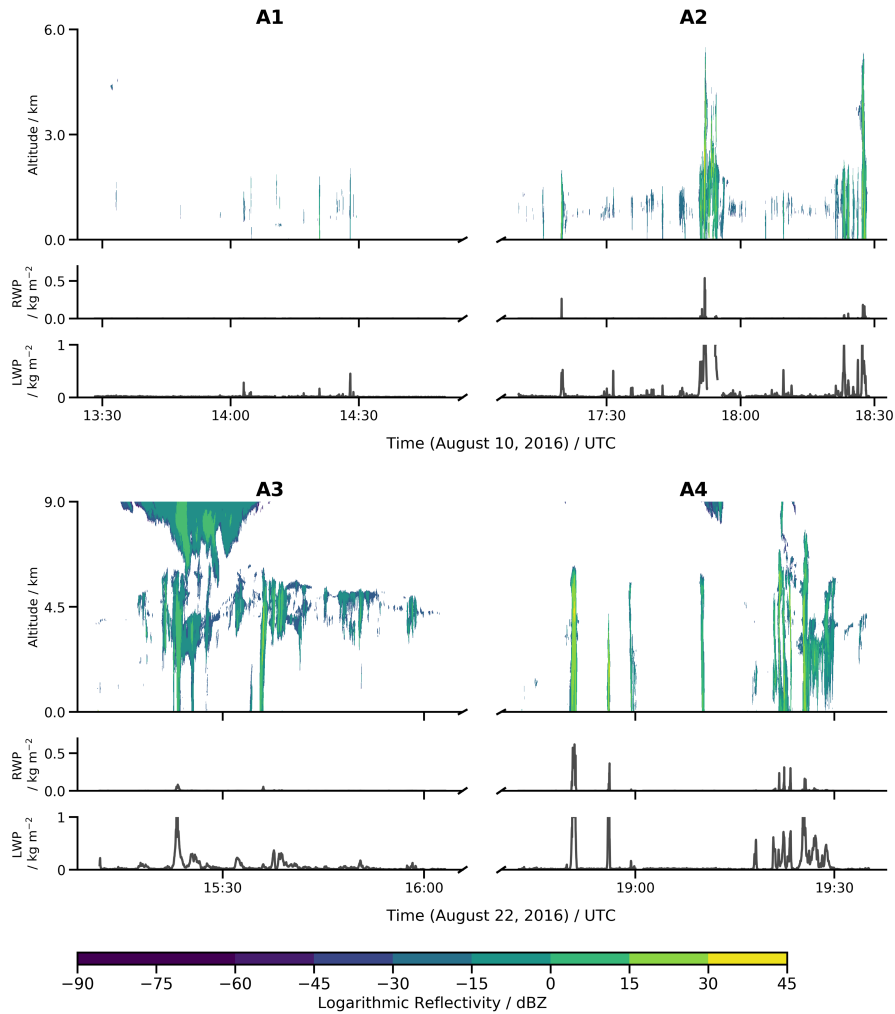 A1 A2
6.0
3.0
0.0
Altitude / km
0.5
0.0
RWP
/ kg m−2
1
0
LWP
/ kg m−2
13:30 14:00 14:30 17:30 18:00 18:30
Time (August 10, 2016) / UTC
A3 A4
9.0
4.5
0.0
Altitude / km
0.5
0.0
RWP
/ kg m−2
1
0
LWP
/ kg m−2
15:30 16:00 19:00 19:30
Time (August 22, 2016) / UTC
−90 −75 −60 −45 −30 −15 0 15 30 45
Logarithmic Reflectivity / dBZ